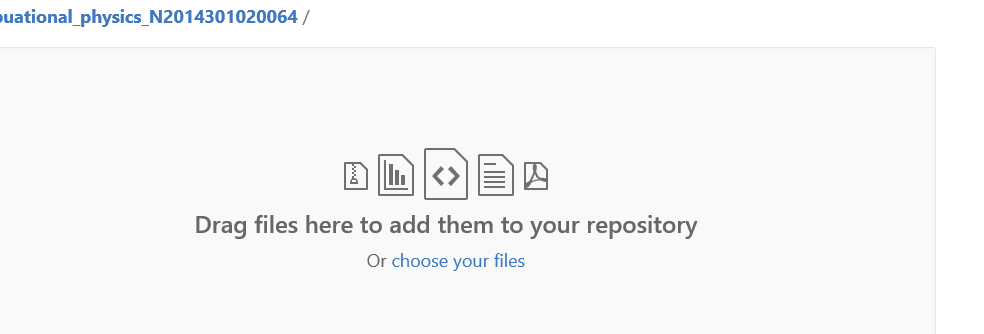 puational_physics_N2014301020064 /
Drag files here to add them to your repository
Or choose your files